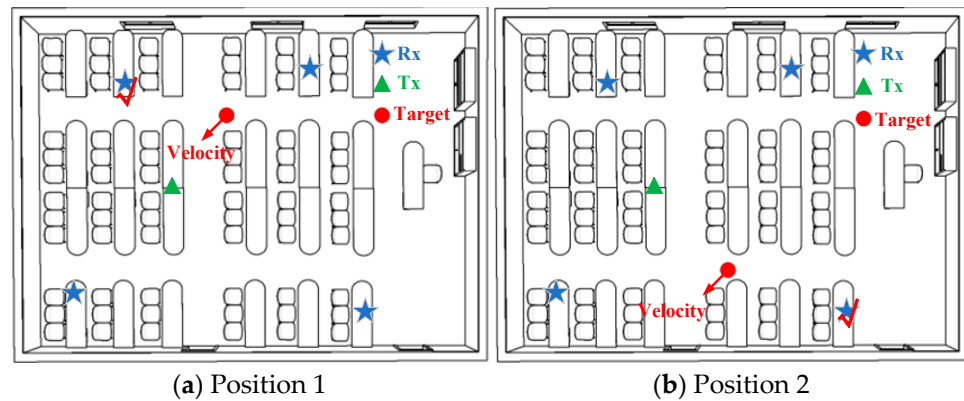 Rx
Tx
Target
Velocity
(a) Position 1
Rx
Tx
Target
Velocity
(b) Position 2